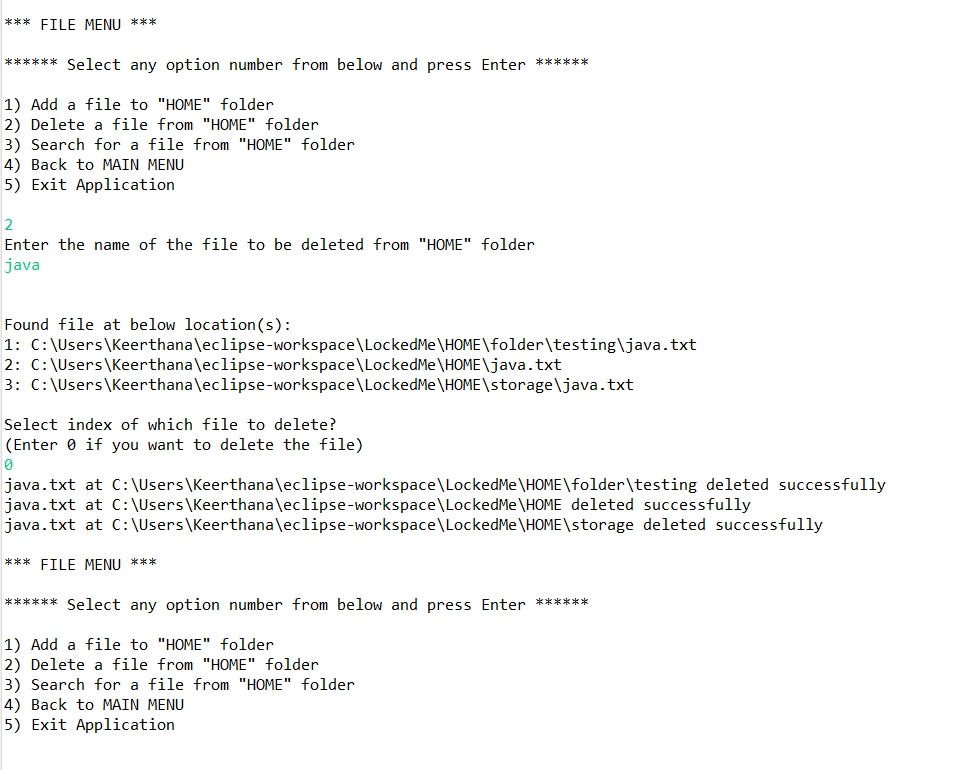 *** FILE MENU ***
****** Select any option number from below and press Enter ******
1) Add a file to "HOME" folder
2) Delete a file from "HOME" folder
3) Search for a file from "HOME" folder
4) Back to MAIN MENU
5) Exit Application
2
Enter the name of the file to be deleted from "HOME" folder
java
Found file at below location(s):
1: C:\Users\Keerthana\eclipse-workspace\LockedMe\HOME\folder\testing\java.txt
2: C:\Users\Keerthana\eclipse-workspace\LockedMe\HOME\java.txt
3: C:\Users\Keerthana\eclipse-workspace\LockedMe\HOME\storage\java.txt
Select index of which file to delete?
(Enter 0 if you want to delete the file)
0
java.txt at C:\Users\Keerthana\eclipse-workspace\LockedMe\HOME\folder\testing deleted successfully
java.txt at C:\Users\Keerthana\eclipse-workspace\LockedMe\HOME deleted successfully
java.txt at C:\Users\Keerthana\eclipse-workspace\LockedMe\HOME\storage deleted successfully
*** FILE MENU ***
****** Select any option number from below and press Enter ******
1) Add a file to "HOME" folder
2) Delete a file from "HOME" folder
3) Search for a file from "HOME" folder
4) Back to MAIN MENU
5) Exit Application